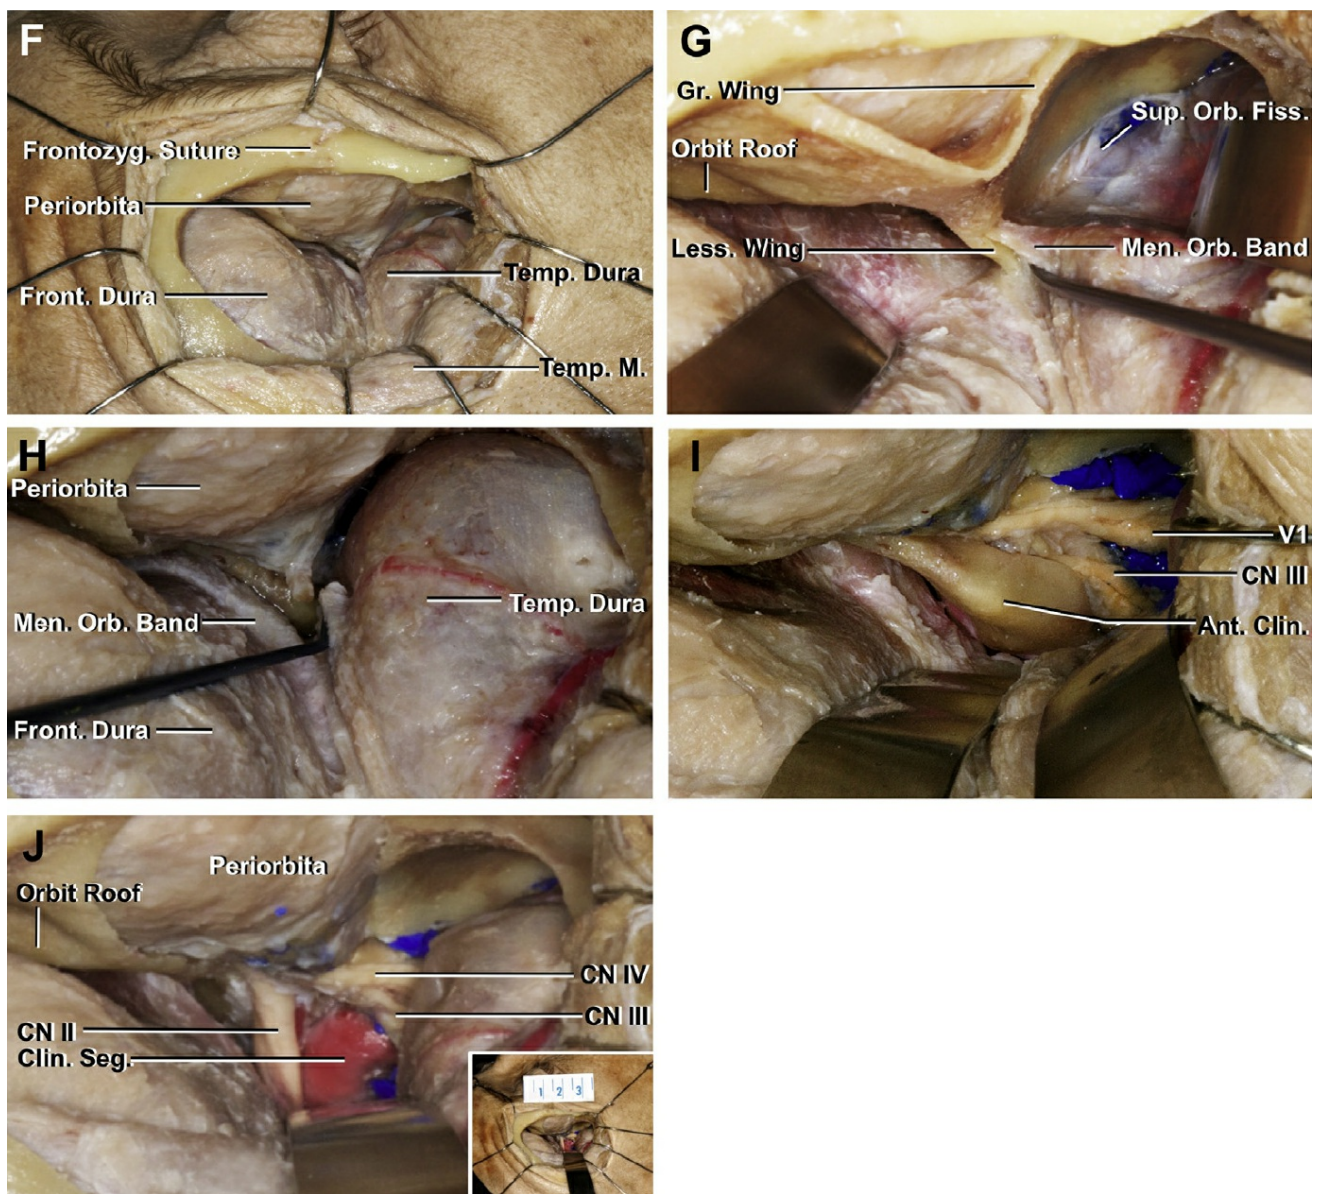 F
Frontozyg. Suture
Periorbita
Front. Dura
Temp. Dura
Temp. M.
G
Gr. Wing
Sup. Orb. Fiss.
Orbit Roof
Less. Wing
Men. Orb. Band
H
Periorbita
Men. Orb. Band
Temp. Dura
Front. Dura
I
V1
CN III
Ant. Clin.
J
Periorbita
Orbit Roof
CN IV
CN III
CN II
Clin. Seg.
1 2 3